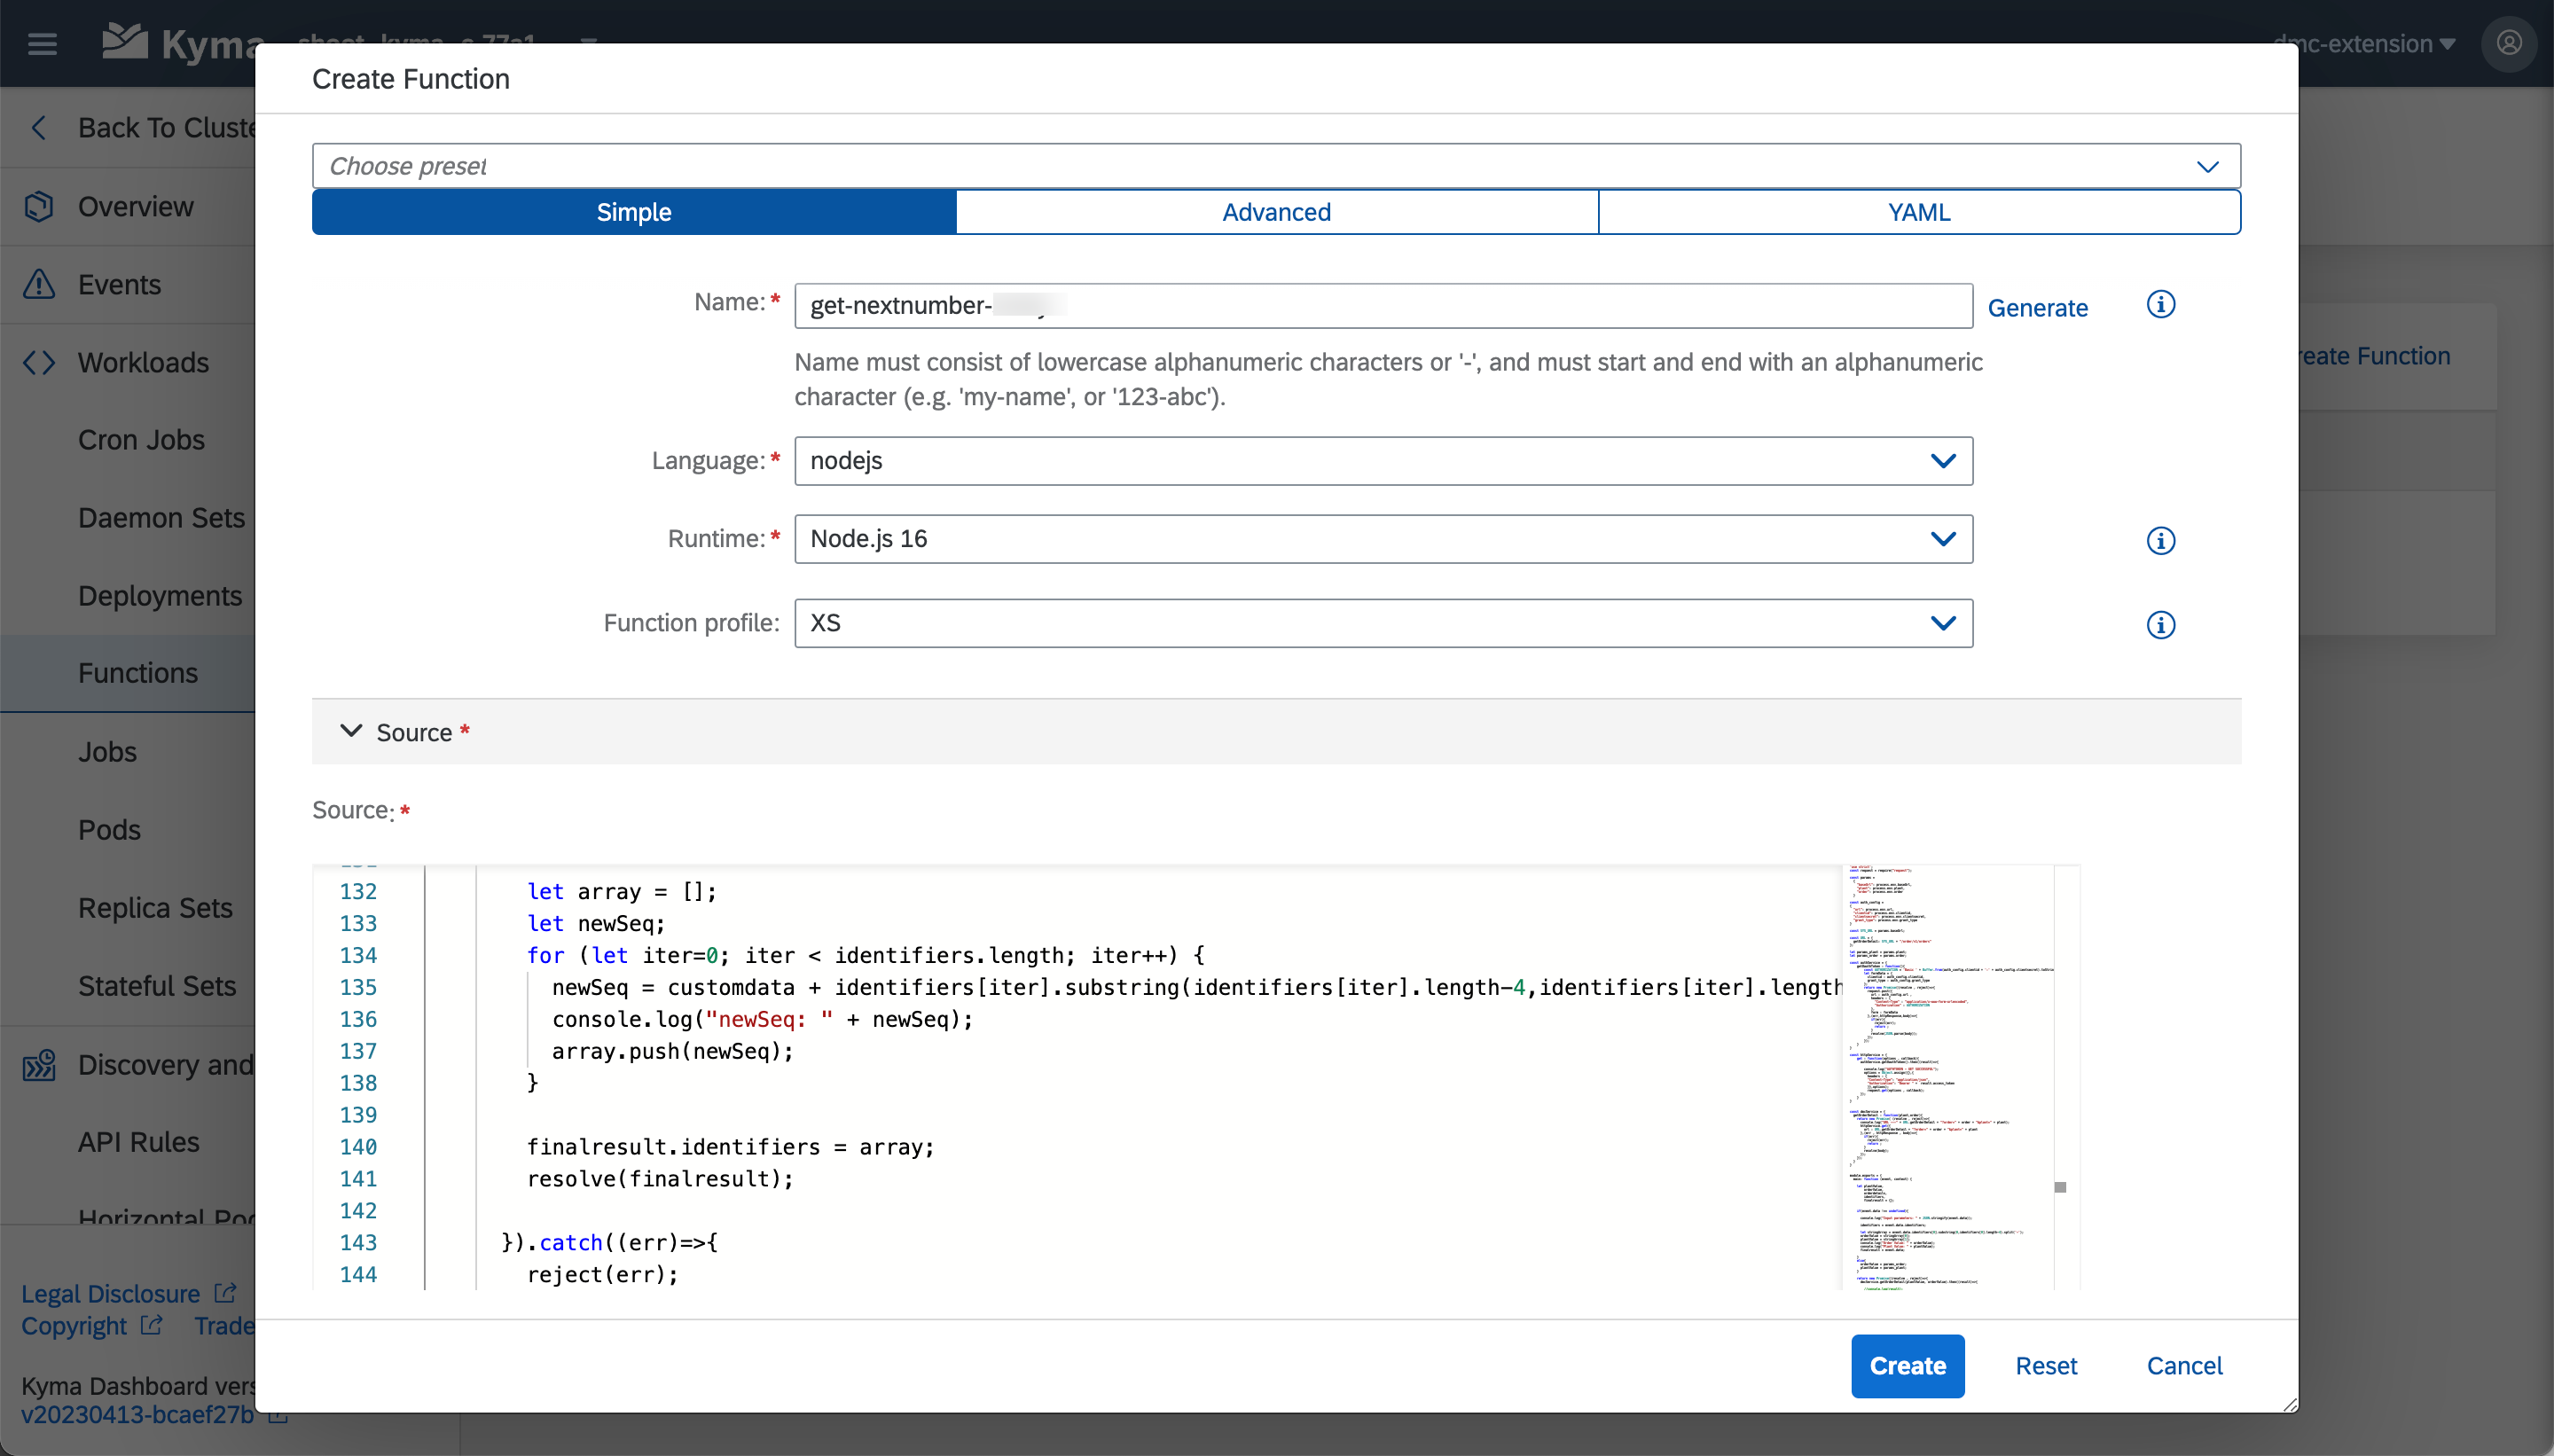 Kyma
dmc-extension
Create Function
Back To Cluste
Overview
Events
Workloads
Cron Jobs
Daemon Sets
Deployments
Functions
Jobs
Pods
Replica Sets
Stateful Sets
Discovery and
API Rules
Horizontal Pod
Legal Disclosure
Copyright Trade
Kyma Dashboard vers
v20230413-bcaef27b
reate Function
Choose preset
Simple
Advanced
YAML
Name:*
get-nextnumber-
Generate
Name must consist of lowercase alphanumeric characters or '-', and must start and end with an alphanumeric
character (e.g. 'my-name', or '123-abc').
Language:*
nodejs
Runtime:*
Node.js 16
Function profile:
XS
Source *
Source:*
132 let array = [];
133 let newSeq;
134 for (let iter=0; iter < identifiers.length; iter++) {
135 newSeq = customdata + identifiers[iter].substring(identifiers[iter].length-4,identifiers[iter].length
136 console.log("newSeq: " + newSeq);
137 array.push(newSeq);
138 }
139
140 finalresult.identifiers = array;
141 resolve(finalresult);
142
143 }).catch((err)=>{
144 reject(err);
Create
Reset
Cancel